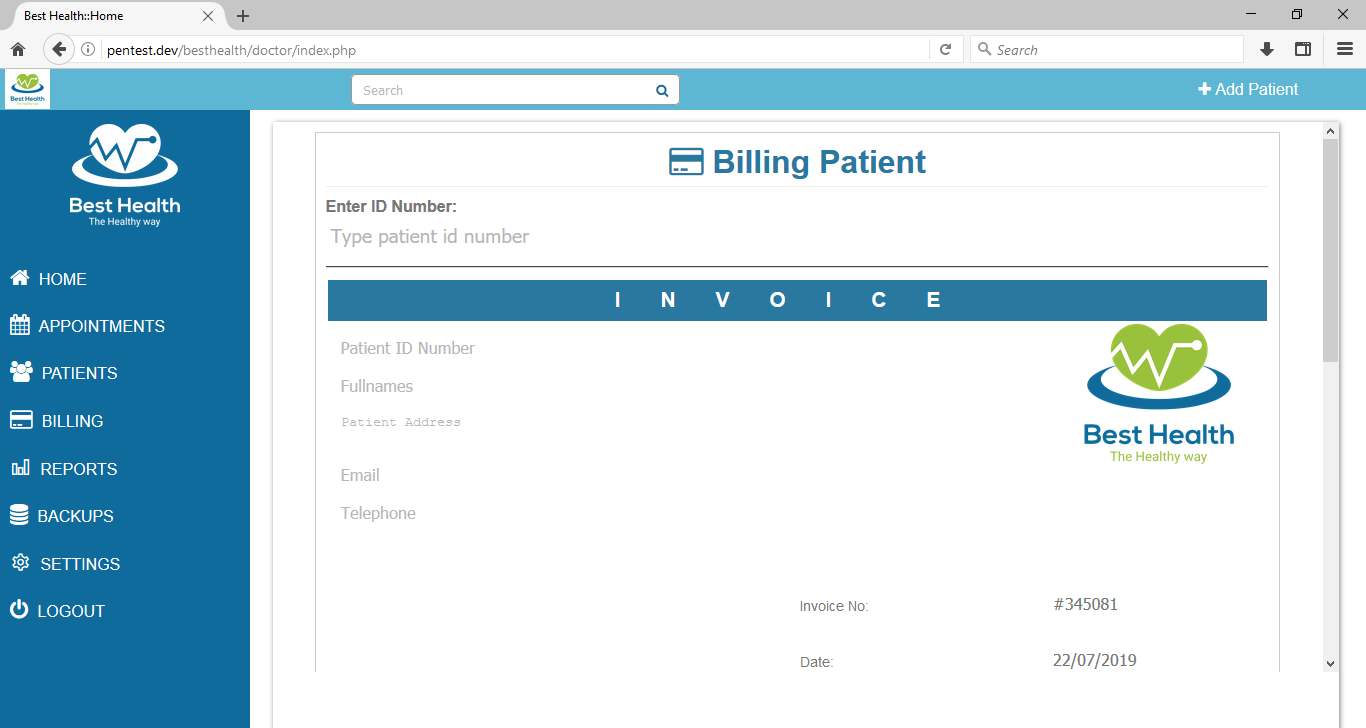 Best Health::Home
pentest.dev/besthealth/doctor/index.php
Search
Best Health
Search
Add Patient
Best Health
The Healthy way
HOME
APPOINTMENTS
PATIENTS
BILLING
REPORTS
BACKUPS
SETTINGS
LOGOUT
Billing Patient
Enter ID Number:
Type patient id number
I N V O I C E
Patient ID Number
Fullnames
Patient Address
Email
Telephone
Best Health
The Healthy way
Invoice No: #345081
Date: 22/07/2019